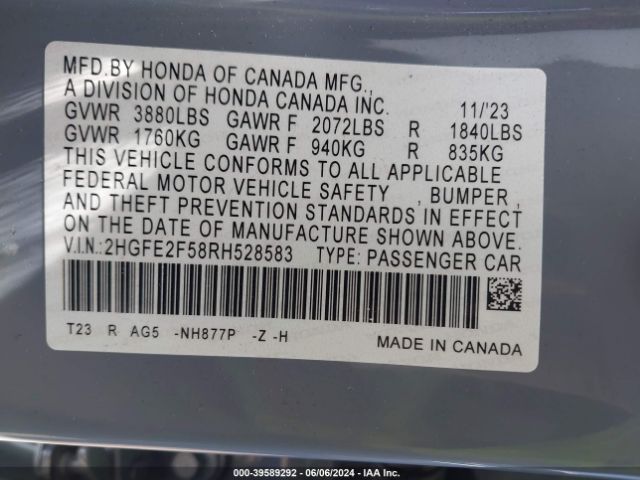 MFD.BY HONDA OF CANADA MFG.,
A DIVISION OF HONDA CANADA INC. 11/'23
GVWR 3880LBS GAWR F 2072LBS R 1840LBS
GVWR 1760KG GAWR F 940KG R 835KG
THIS VEHICLE CONFORMS TO ALL APPLICABLE
FEDERAL MOTOR VEHICLE SAFETY , BUMPER ,
AND THEFT PREVENTION STANDARDS IN EFFECT
ON THE DATE OF MANUFACTURE SHOWN ABOVE.
V.I.N.:2HGFE2F58RH528583 TYPE: PASSENGER CAR
T23 R AG5 -NH877P -Z -H MADE IN CANADA
000-39589292 - 06/06/2024 - IAA Inc.